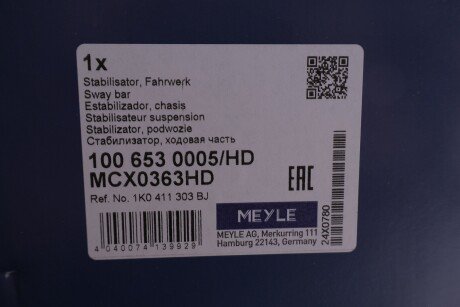 1x
Stabilisator, Fahrwerk
Sway bar
Estabilizador, chasis
Stabilisateur suspension
Stabilizator, podwozie
Стабилизатор, ходовая часть
100 653 0005/HD
MCX0363HD
Ref. No. 1K0 411 303 BJ
EAC
4 040074 139929
MEYLE
MEYLE AG, Merkurring 111
Hamburg 22143, Germany
24X0780